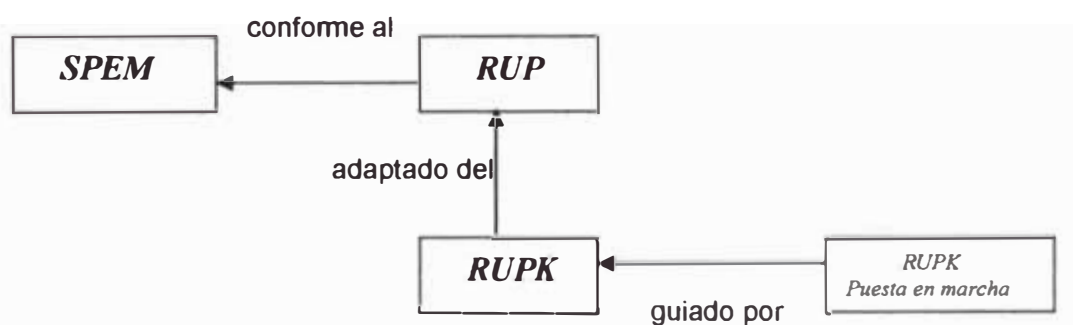 conforme al
SPEM
RUP
adaptado del
RUPK
RUPK
Puesta en marcha
guiado por